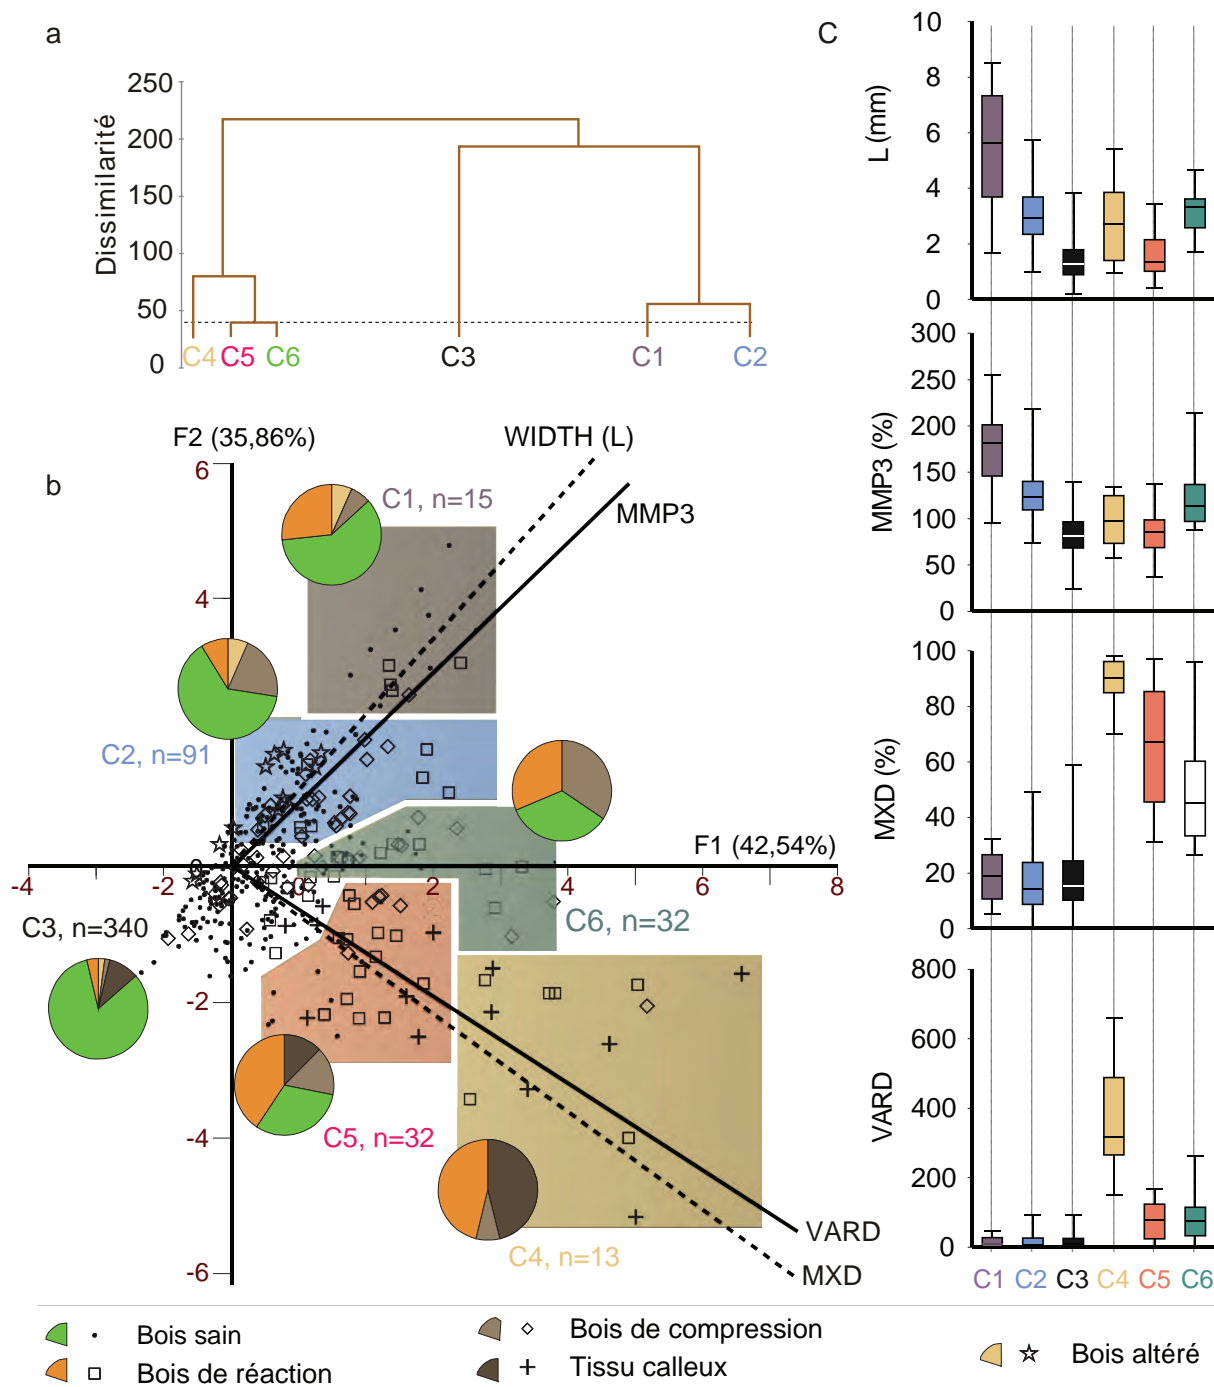 a
Dissimilarité
250
200
150
100
50
0
C4 C5 C6 C3 C1 C2
b
F2 (35,86%)
6
4
0
-2
-4
-6
-4 -2 0 2 4 6 8
F1 (42,54%)
WIDTH (L)
MMP3
VARD
MXD
C1, n=15
C2, n=91
C3, n=340
C6, n=32
C5, n=32
C4, n=13
C
L (mm)
10
8
6
4
2
0
MMP3 (%)
300
250
200
150
100
50
0
MXD (%)
100
80
60
40
20
0
VARD
800
600
400
200
0
C1 C2 C3 C4 C5 C6
Bois sain
Bois de réaction
Bois de compression
Tissu calleux
Bois altéré